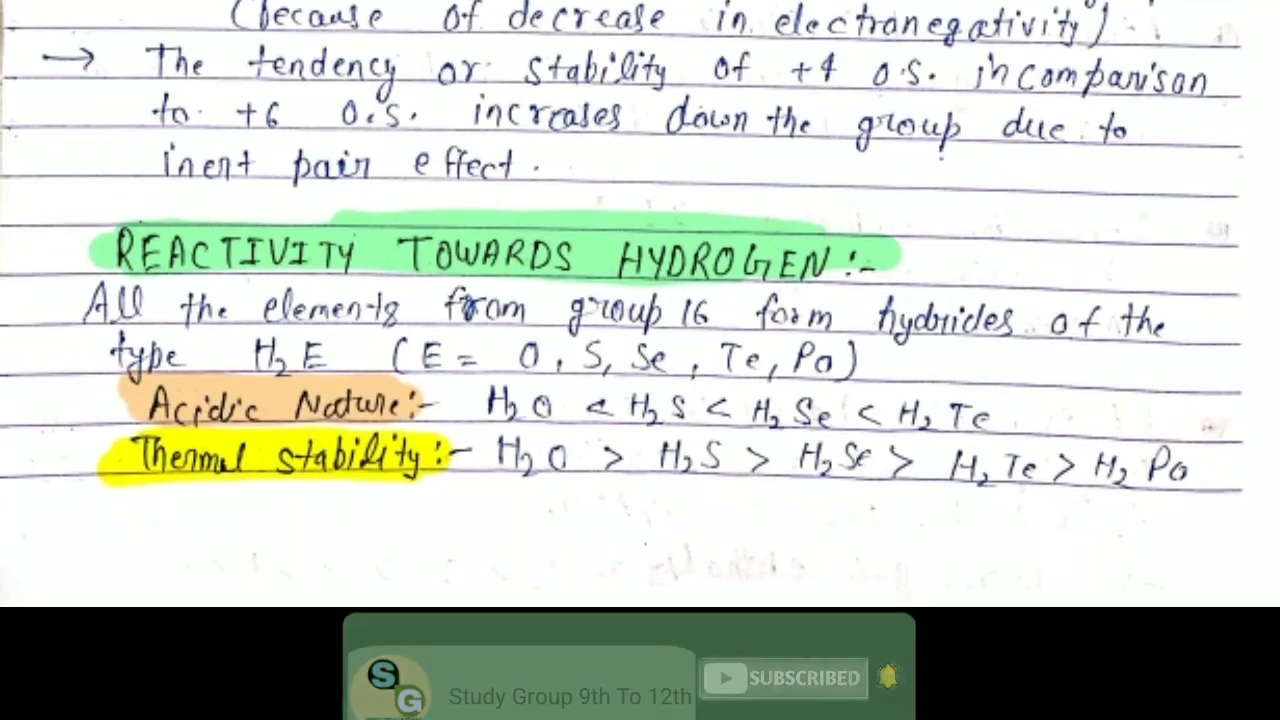 (because of decrease in electronegativity)
→ The tendency or stability of +4 o.s. in comparison
to +6 o.s. increases down the group due to
inert pair effect.
REACTIVITY TOWARDS HYDROGEN :-
All the elements from group 16 form hydrides of the
type H₂E (E = O, S, Se, Te, Po)
Acidic Nature:- H₂O < H₂S < H₂Se < H₂Te
Thermal stability:- H₂O > H₂S > H₂Se > H₂Te > H₂Po
SG
Study Group 9th To 12th
SUBSCRIBED